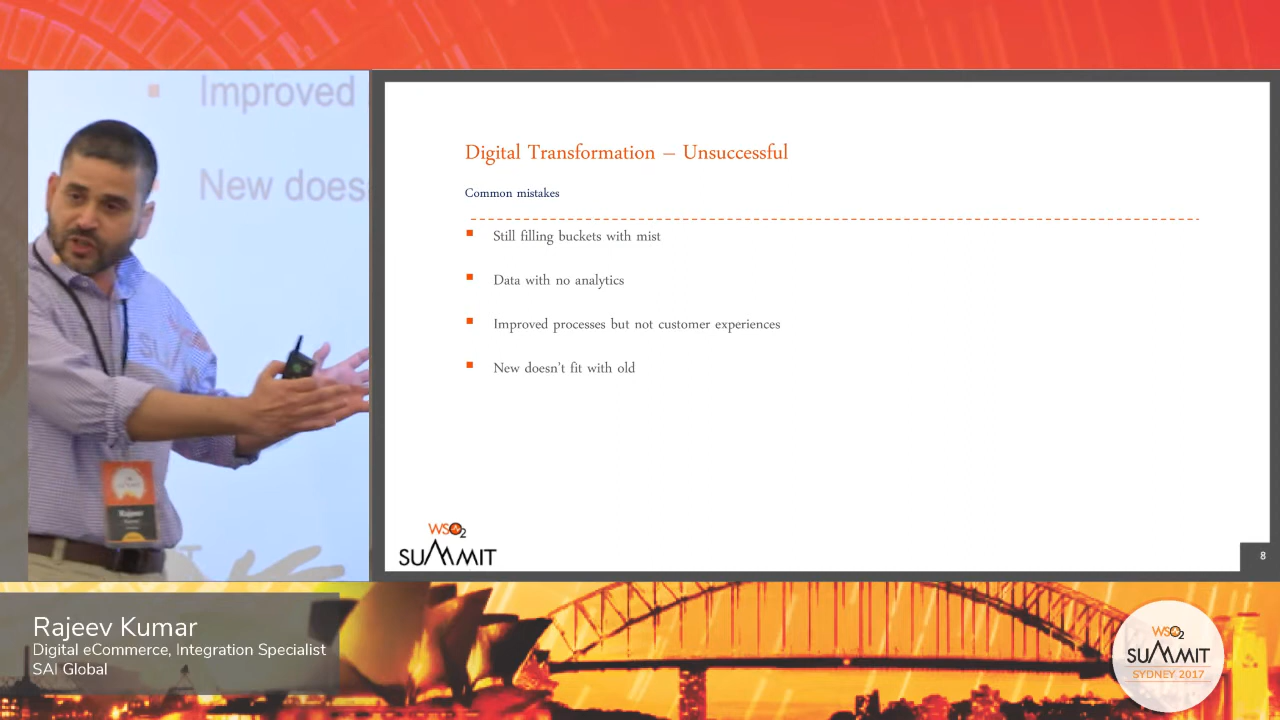 Improved
New does
Rajeev
Digital Transformation – Unsuccessful
Common mistakes
Still filling buckets with mist
Data with no analytics
Improved processes but not customer experiences
New doesn't fit with old
WSO2
SUMMIT
8
Rajeev Kumar
Digital eCommerce, Integration Specialist
SAI Global
WSO2
SUMMIT
SYDNEY 2017